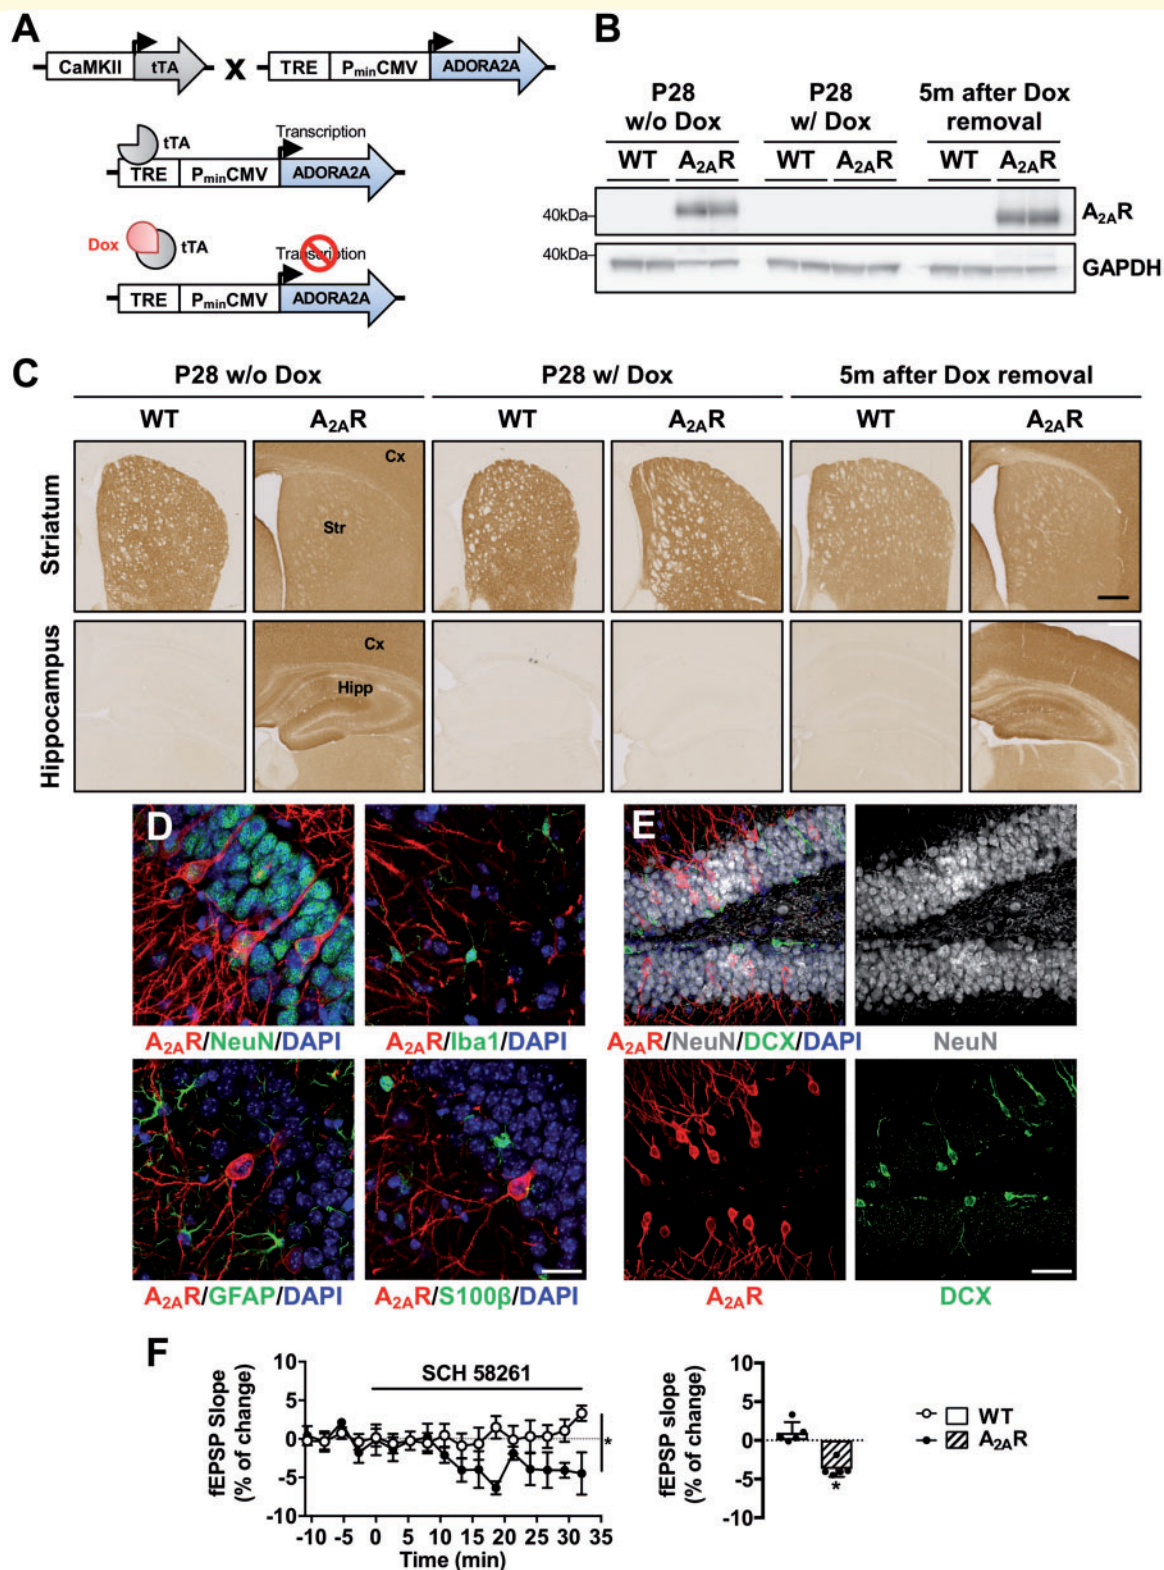 A
CaMKII tTA X TRE PminCMV ADORA2A
tTA Transcription
TRE PminCMV ADORA2A
Dox tTA Transcription
TRE PminCMV ADORA2A
B
P28 w/o Dox
P28 w/ Dox
5m after Dox removal
WT A2AR WT A2AR WT A2AR
40kDa A2AR
40kDa GAPDH
C
P28 w/o Dox P28 w/ Dox 5m after Dox removal
WT A2AR WT A2AR WT A2AR
Striatum
Cx
Str
Hippocampus
Cx
Hipp
D
A2AR/NeuN/DAPI A2AR/Iba1/DAPI
A2AR/GFAP/DAPI A2AR/S100β/DAPI
E
A2AR/NeuN/DCX/DAPI NeuN
A2AR DCX
F
fEPSP Slope
(% of change)
10
5
0
-5
-10
SCH 58261
*
-10 -5 0 5 10 15 20 25 30 35
Time (min)
fEPSP slope
(% of change)
10
5
0
-5
-10
*
WT
A2AR